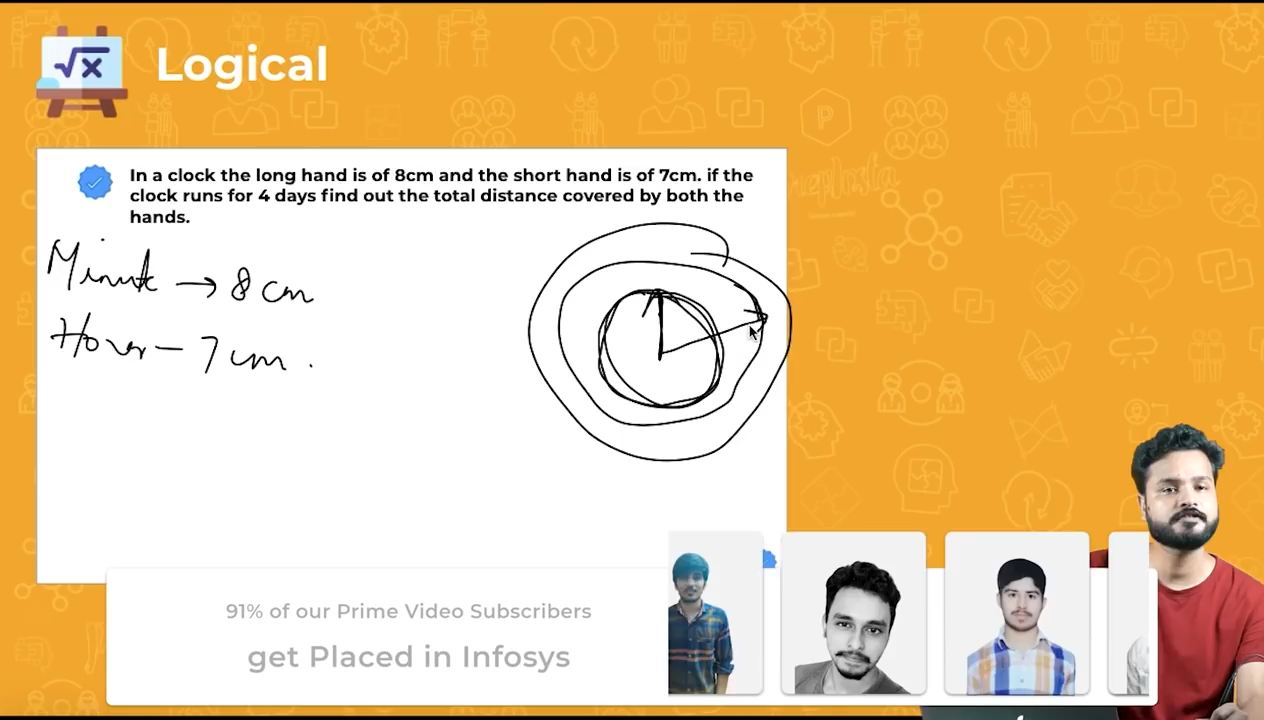 √x Logical
In a clock the long hand is of 8cm and the short hand is of 7cm. if the
clock runs for 4 days find out the total distance covered by both the
hands.
Minute → 8 cm
Hour – 7 cm.
91% of our Prime Video Subscribers
get Placed in Infosys